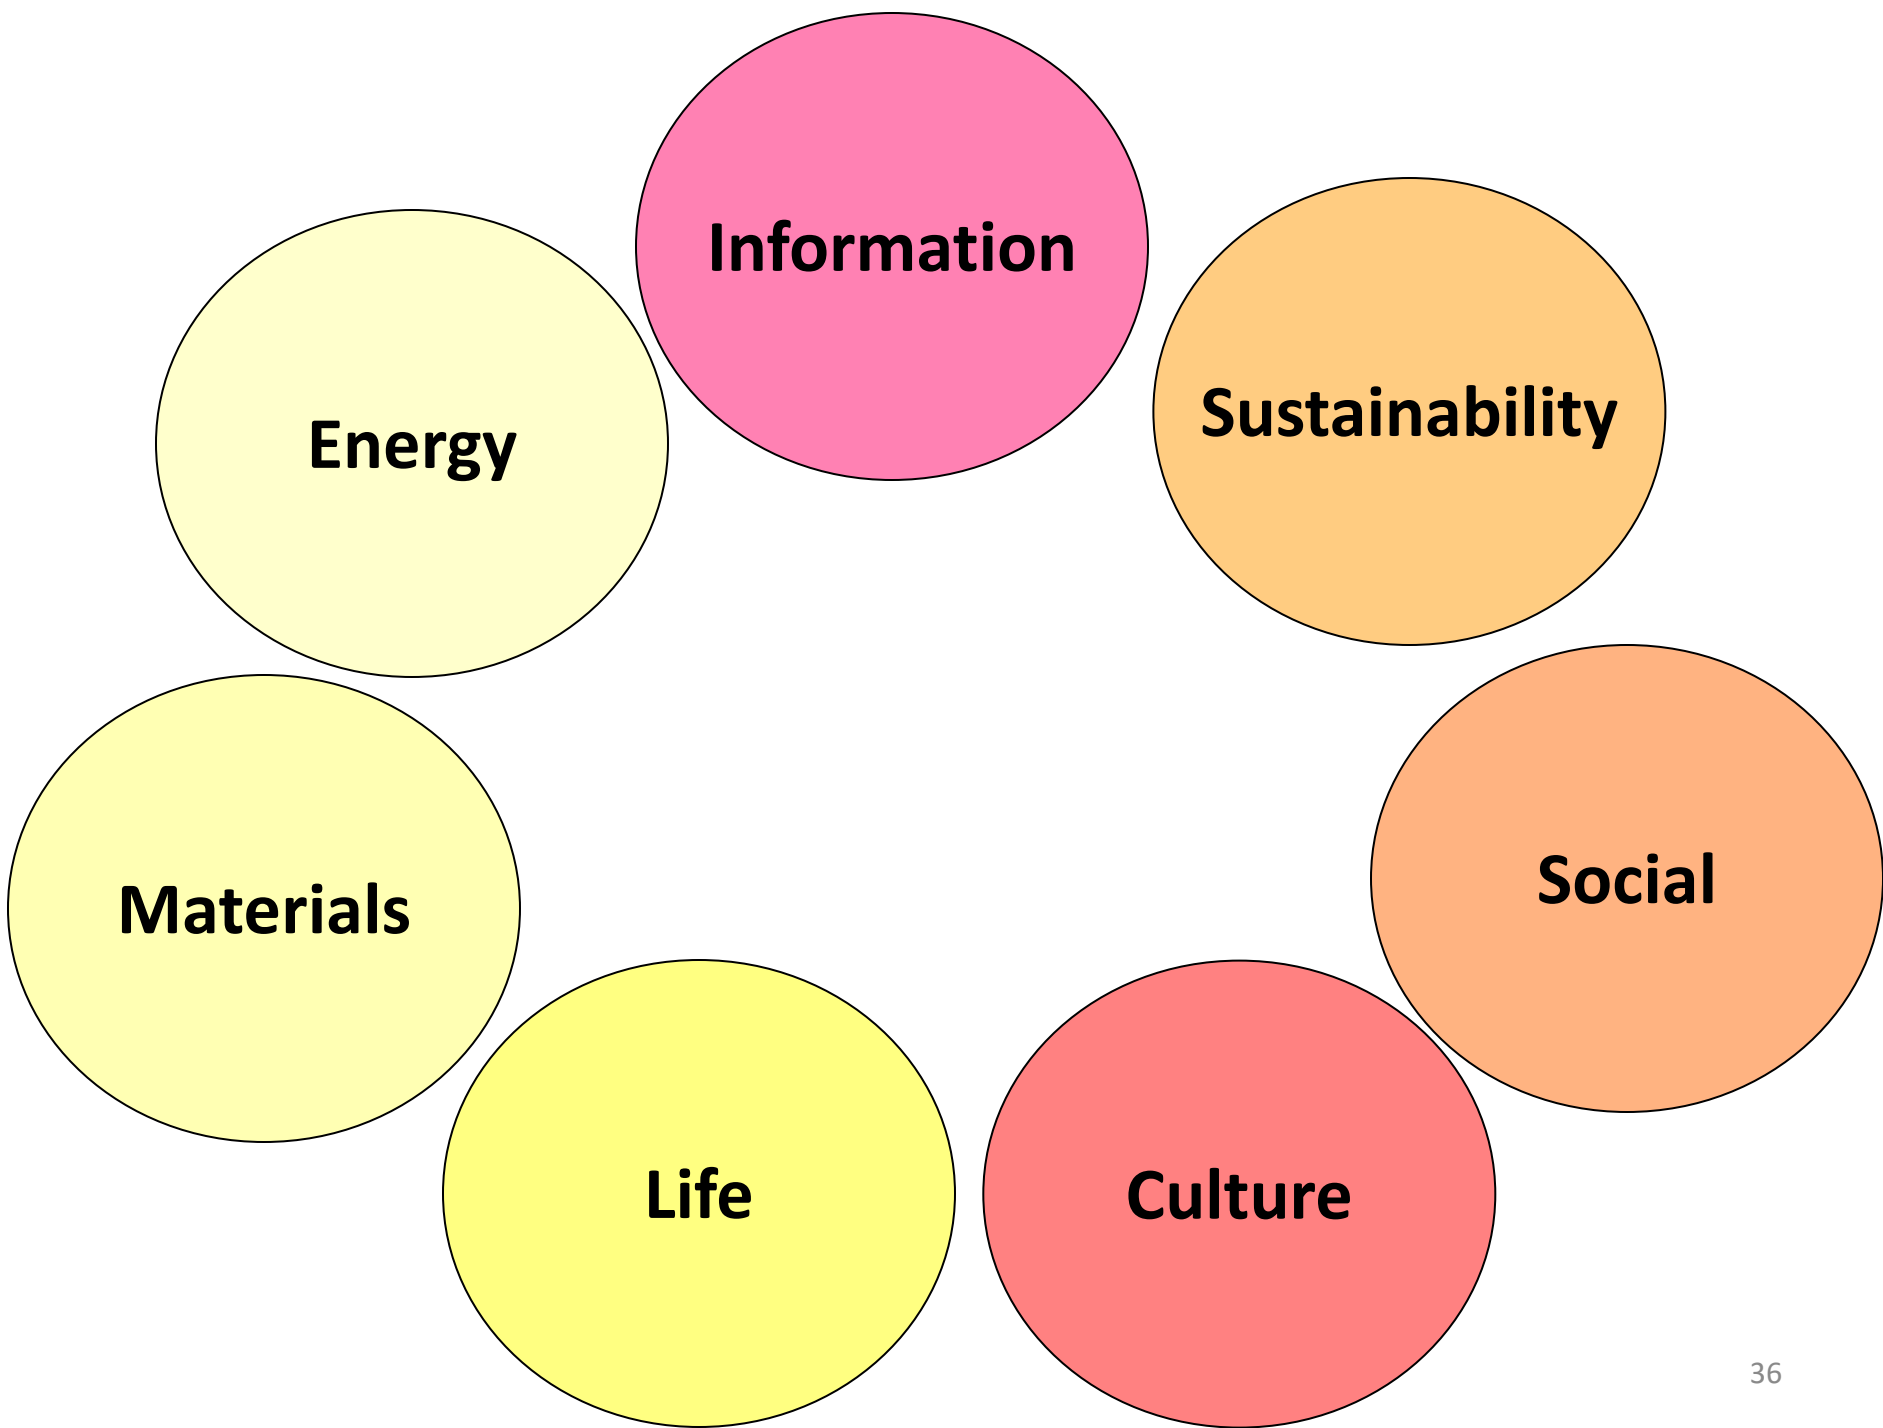 Information
Sustainability
Energy
Social
Materials
Life
Culture
36